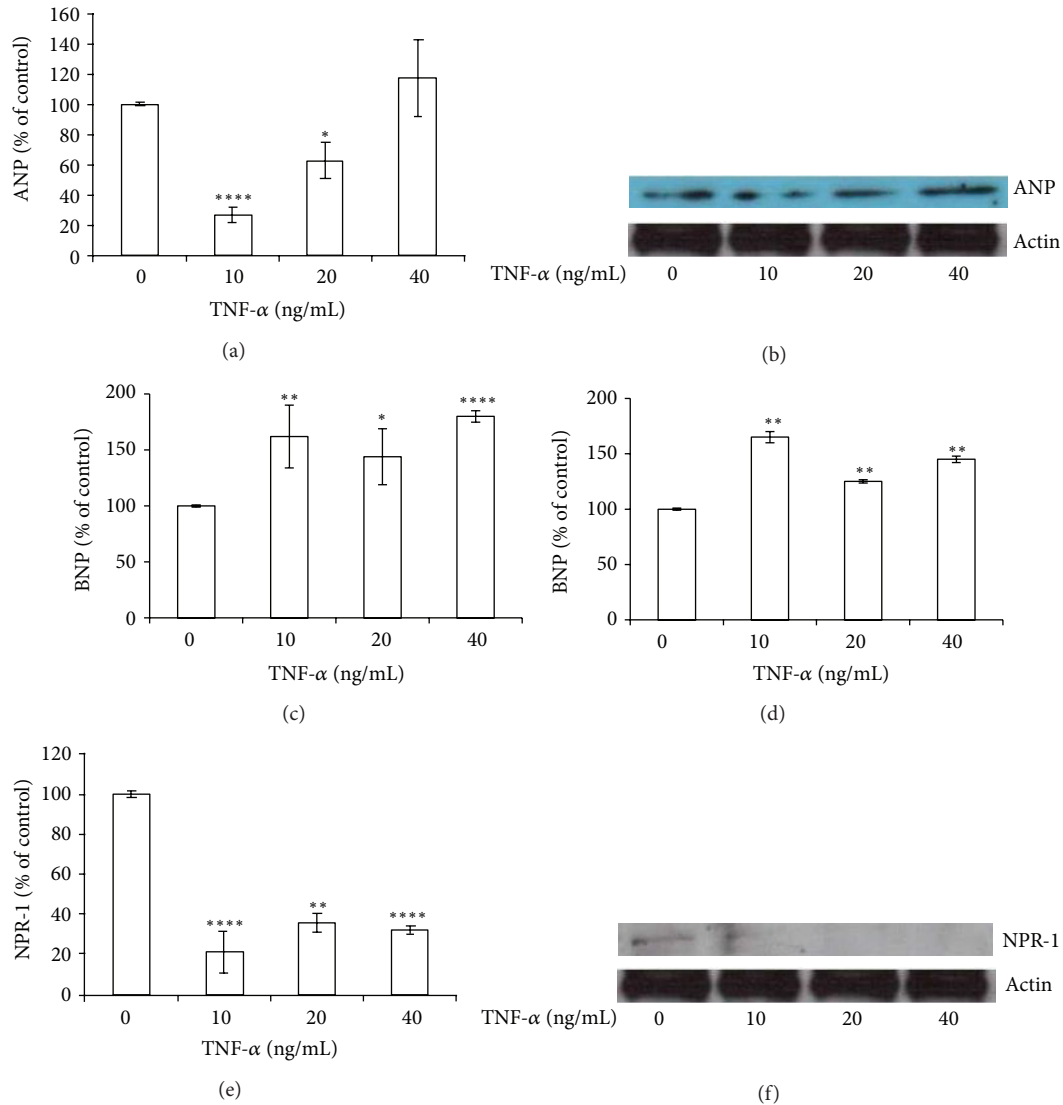 160
140
120
100
80
60
40
20
0
ANP (% of control)
****
*
0 10 20 40
TNF-α (ng/mL)
(a)
ANP
Actin
TNF-α (ng/mL) 0 10 20 40
(b)
200
150
100
50
0
BNP (% of control)
**
*
****
0 10 20 40
TNF-α (ng/mL)
(c)
200
150
100
50
0
BNP (% of control)
**
**
**
0 10 20 40
TNF-α (ng/mL)
(d)
120
100
80
60
40
20
0
NPR-1 (% of control)
****
**
****
0 10 20 40
TNF-α (ng/mL)
(e)
NPR-1
Actin
TNF-α (ng/mL) 0 10 20 40
(f)